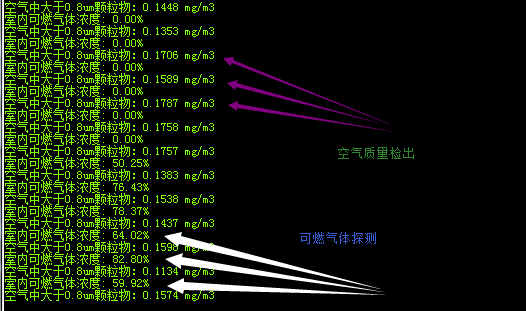 空气中大于0.8um颗粒物: 0.1448 mg/m3
室内可燃气体浓度: 0.00%
空气中大于0.8um颗粒物: 0.1353 mg/m3
室内可燃气体浓度: 0.00%
空气中大于0.8um颗粒物: 0.1706 mg/m3
室内可燃气体浓度: 0.00%
空气中大于0.8um颗粒物: 0.1589 mg/m3
室内可燃气体浓度: 0.00%
空气中大于0.8um颗粒物: 0.1787 mg/m3
室内可燃气体浓度: 0.00%
空气中大于0.8um颗粒物: 0.1758 mg/m3
室内可燃气体浓度: 0.00%
空气中大于0.8um颗粒物: 0.1757 mg/m3
室内可燃气体浓度: 50.25%
空气中大于0.8um颗粒物: 0.1383 mg/m3
室内可燃气体浓度: 76.43%
空气中大于0.8um颗粒物: 0.1538 mg/m3
室内可燃气体浓度: 78.37%
空气中大于0.8um颗粒物: 0.1437 mg/m3
室内可燃气体浓度: 64.02%
空气中大于0.8um颗粒物: 0.1598 mg/m3
室内可燃气体浓度: 82.80%
空气中大于0.8um颗粒物: 0.1134 mg/m3
室内可燃气体浓度: 59.92%
空气中大于0.8um颗粒物: 0.1574 mg/m3
空气质量检出
可燃气体探测